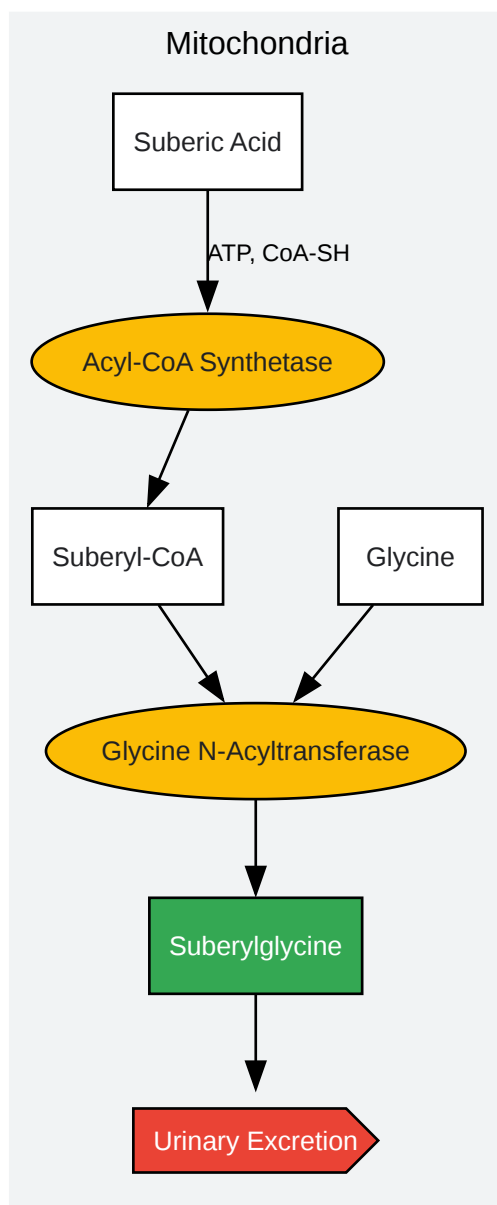 Mitochondria
Suberic Acid
ATP, CoA-SH
Acyl-CoA Synthetase
Suberyl-CoA
Glycine
Glycine N-Acyltransferase
Suberylglycine
Urinary Excretion